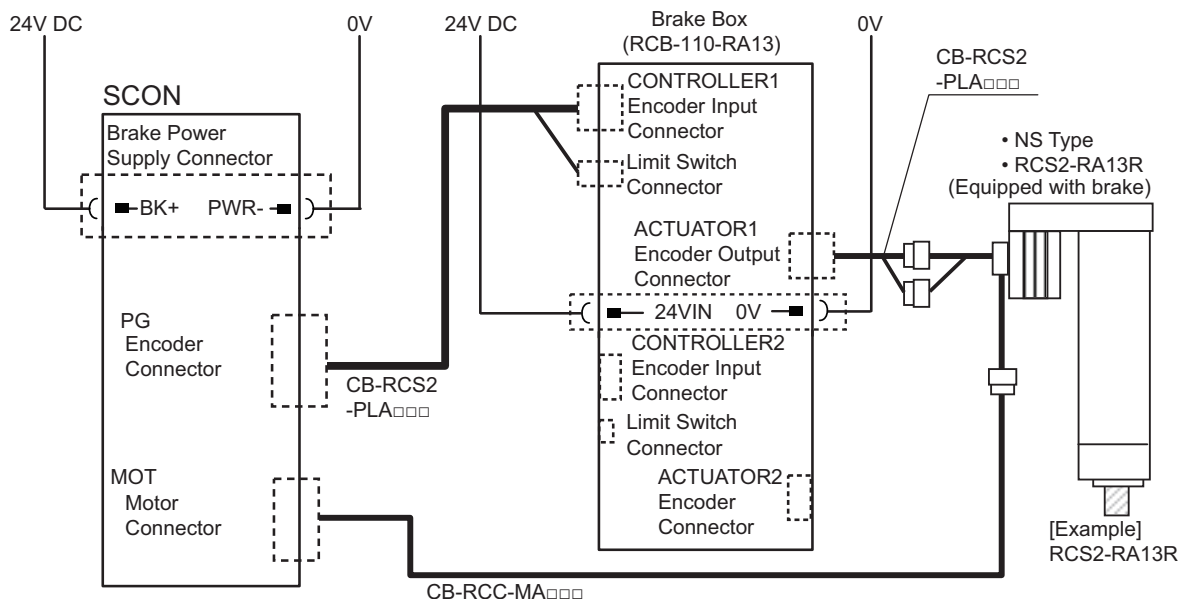 24V DC
0V
24V DC
Brake Box
(RCB-110-RA13)
0V
CB-RCS2
-PLA□□□
SCON
Brake Power
Supply Connector
BK+ PWR-
PG
Encoder
Connector
CB-RCS2
-PLA□□□
MOT
Motor
Connector
CB-RCC-MA□□□
CONTROLLER1
Encoder Input
Connector
Limit Switch
Connector
ACTUATOR1
Encoder Output
Connector
24VIN 0V
CONTROLLER2
Encoder Input
Connector
Limit Switch
Connector
ACTUATOR2
Encoder
Connector
• NS Type
• RCS2-RA13R
(Equipped with brake)
[Example]
RCS2-RA13R